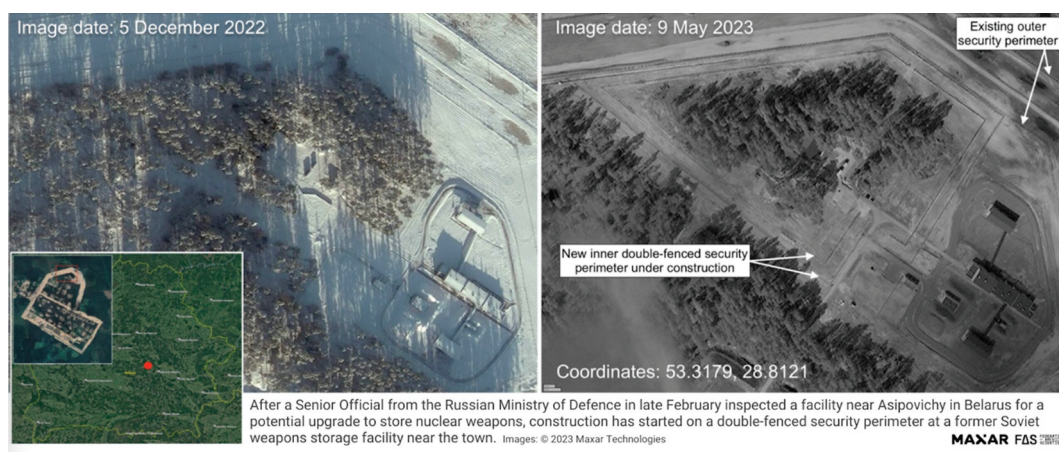 Image date: 5 December 2022
Image date: 9 May 2023
Existing outer
security perimeter
New inner double-fenced security
perimeter under construction
Coordinates: 53.3179, 28.8121
After a Senior Official from the Russian Ministry of Defence in late February inspected a facility near Asipovichy in Belarus for a
potential upgrade to store nuclear weapons, construction has started on a double-fenced security perimeter at a former Soviet
weapons storage facility near the town. Images: © 2023 Maxar Technologies
MAXAR FAS